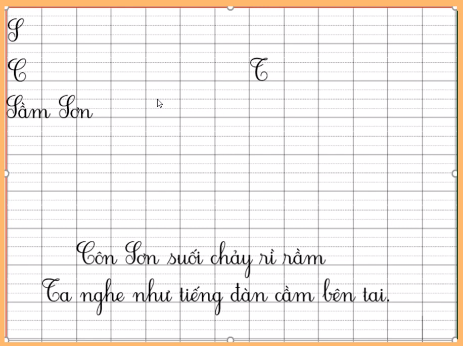 S
C T
Sầm Sơn
Côn Sơn suối chảy rì rầm
Ta nghe như tiếng đàn cầm bên tai.